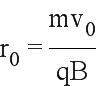 r₀ = mv₀ / qB